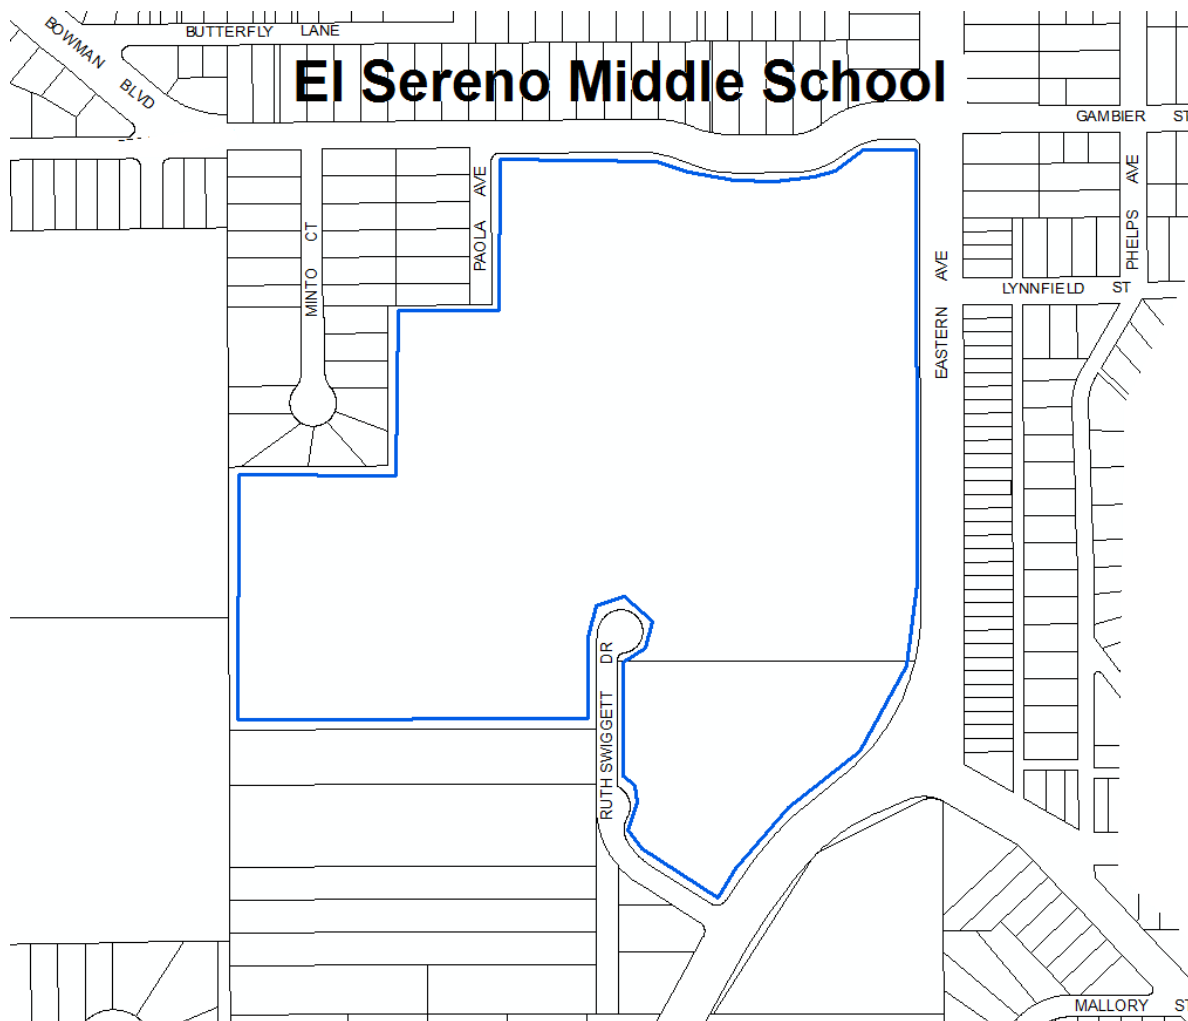 BUTTERFLY LANE
BOWMAN BLVD
El Sereno Middle School
GAMBIER ST
PHELPS AVE
PAOLA AVE
MINTO CT
EASTERN AVE
LYNNFIELD ST
RUTH SWIGGETT DR
MALLORY ST